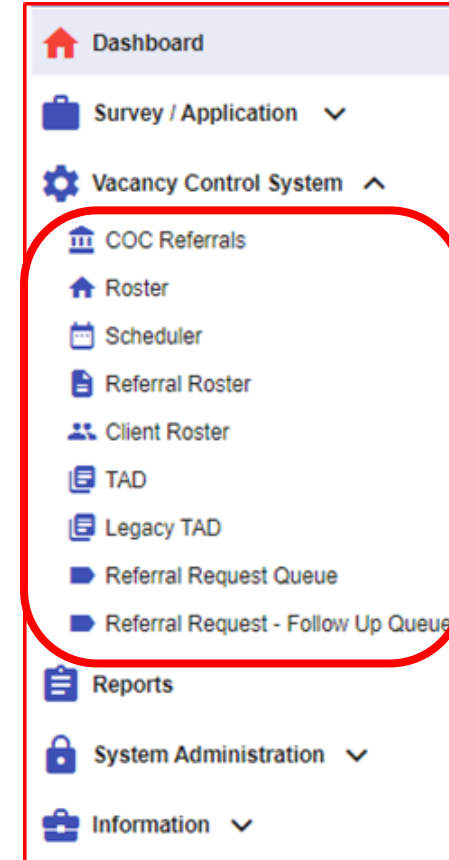 Dashboard
Survey / Application
Vacancy Control System
COC Referrals
Roster
Scheduler
Referral Roster
Client Roster
TAD
Legacy TAD
Referral Request Queue
Referral Request - Follow Up Queue
Reports
System Administration
Information